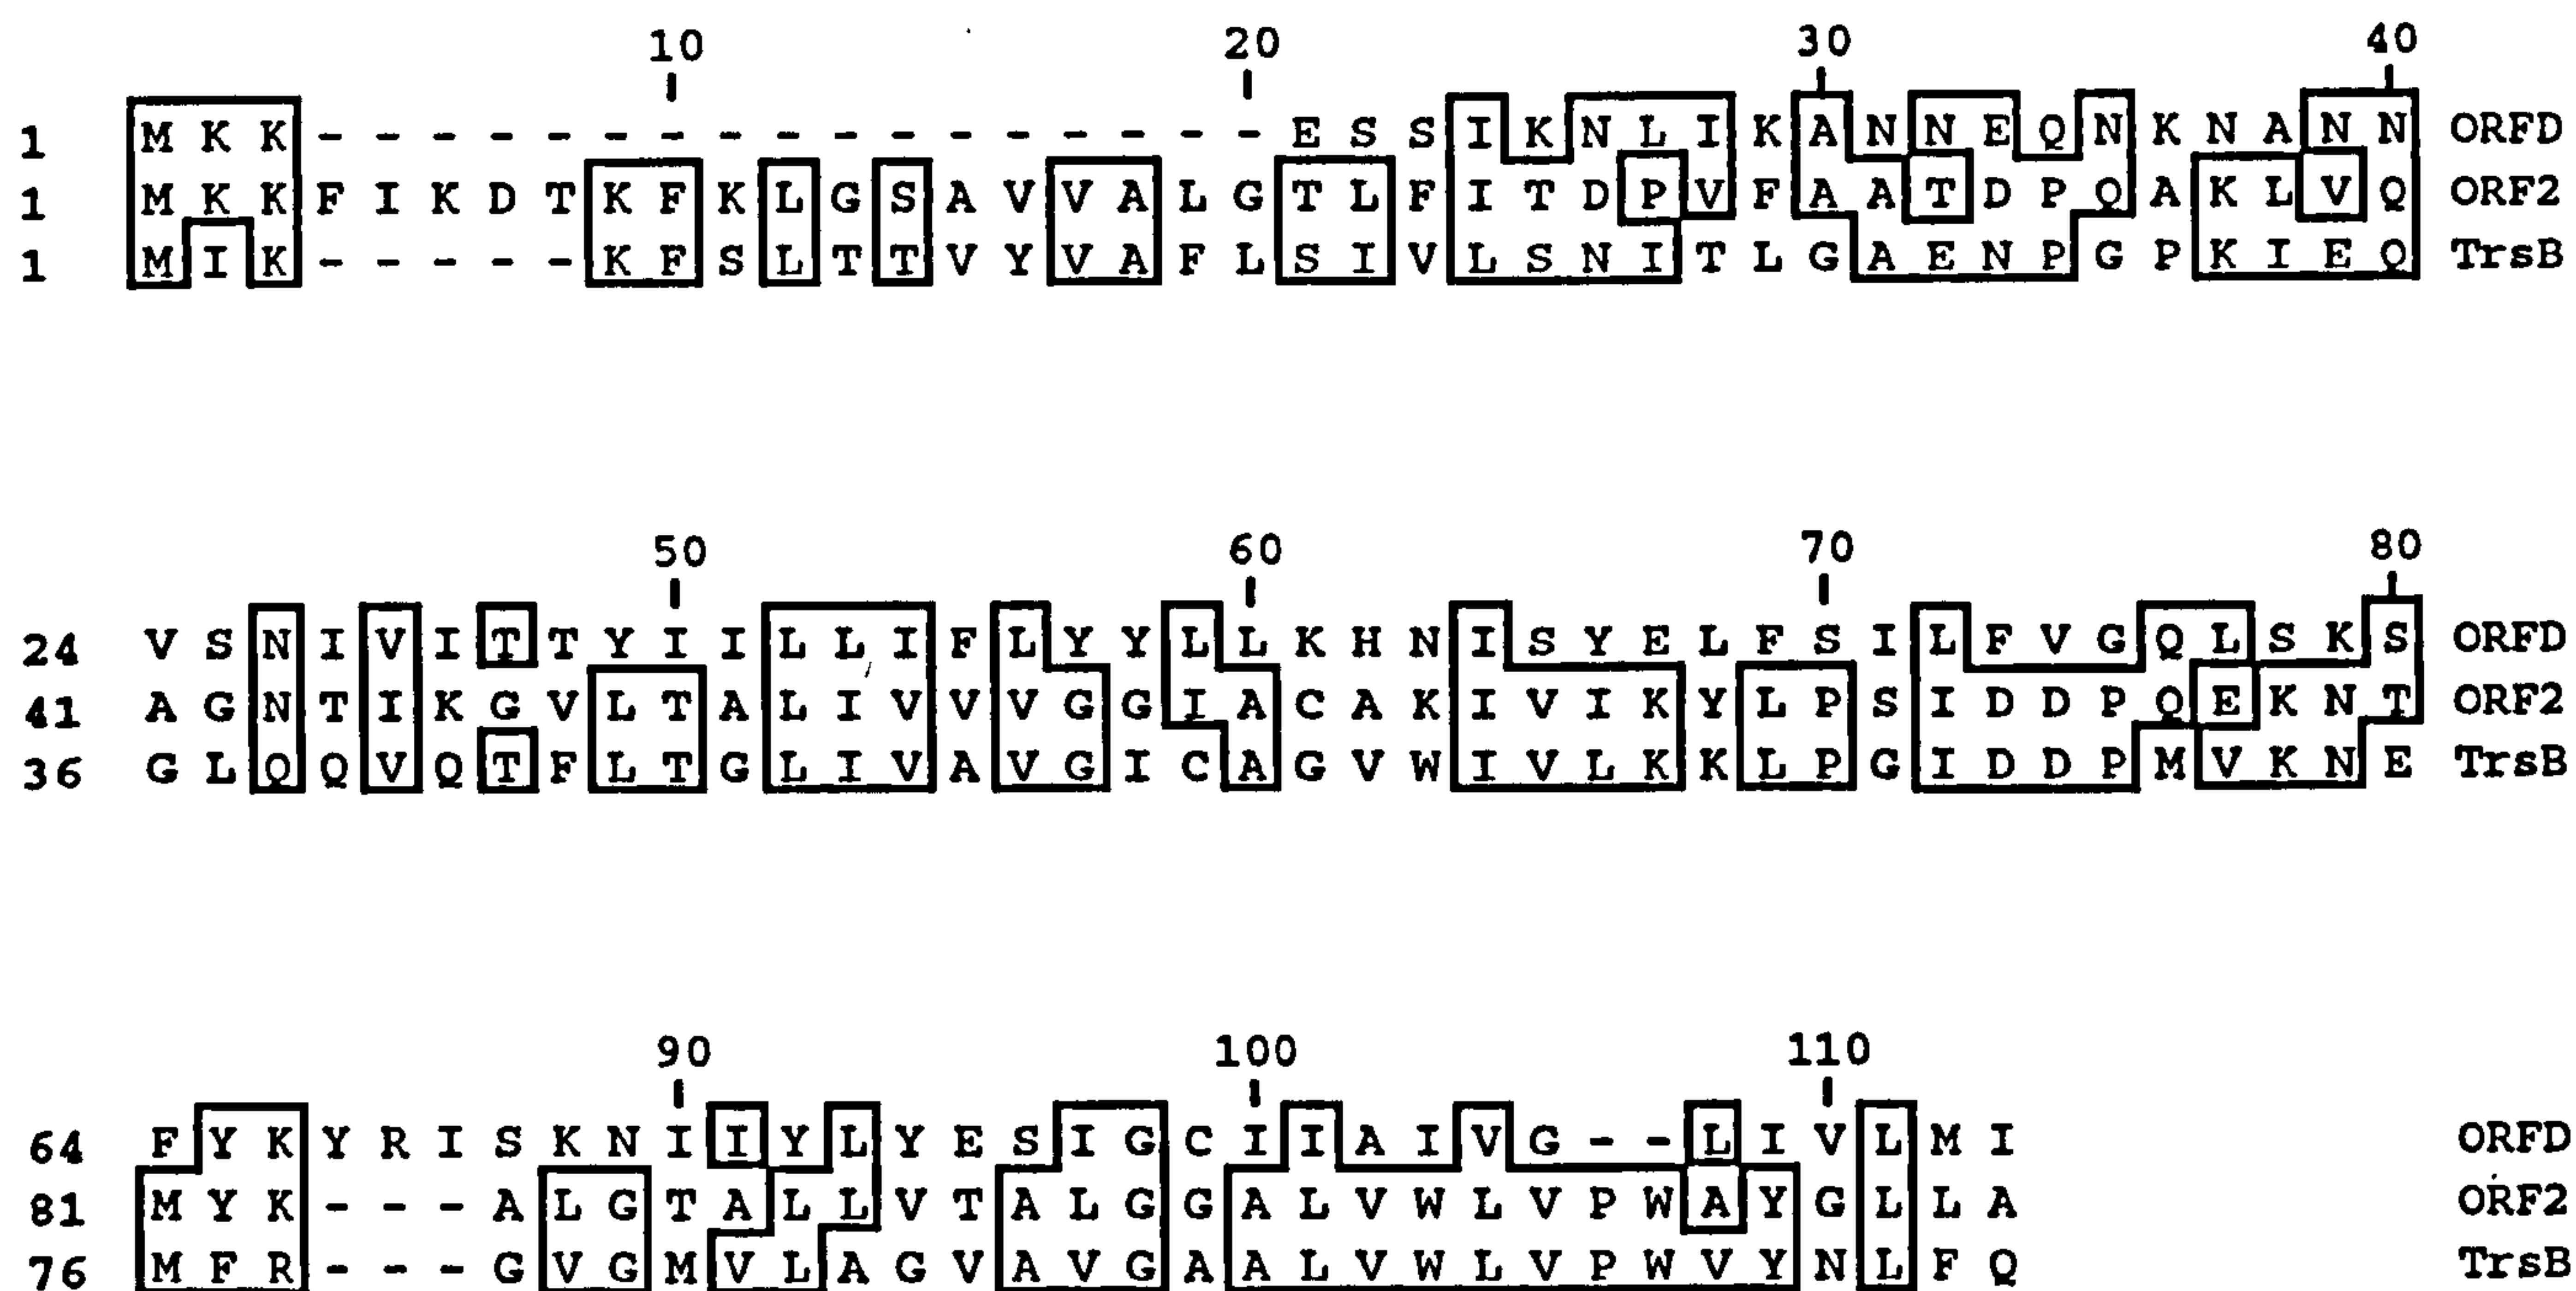 10 20 30 40
1 M K K - - - - - - - - - - - - - - - - - E S S I K N L I K A N N E Q N K N A N N ORFD
1 M K K F I K D T K F K L G S A V V A L G T L F I T D P V F A A T D P Q A K L V Q ORF2
1 M I K - - - - - K F S L T T V Y V A F L S I V L S N I T L G A E N P G P K I E Q TrsB
50 60 70 80
24 V S N I V I T T Y I I L L I F L Y Y L L K H N I S Y E L F S I L F V G Q L S K S ORFD
41 A G N T I K G V L T A L I V V V G G I A C A K I V I K Y L P S I D D P Q E K N T ORF2
36 G L Q Q V Q T F L T G L I V A V G I C A G V W I V L K K L P G I D D P M V K N E TrsB
90 100 110
64 F Y K Y R I S K N I I Y L Y E S I G C I I A I V G - - L I V L M I ORFD
81 M Y K - - - A L G T A L L V T A L G G A L V W L V P W A Y G L L A ORF2
76 M F R - - - G V G M V L A G V A V G A A L V W L V P W V Y N L F Q TrsB